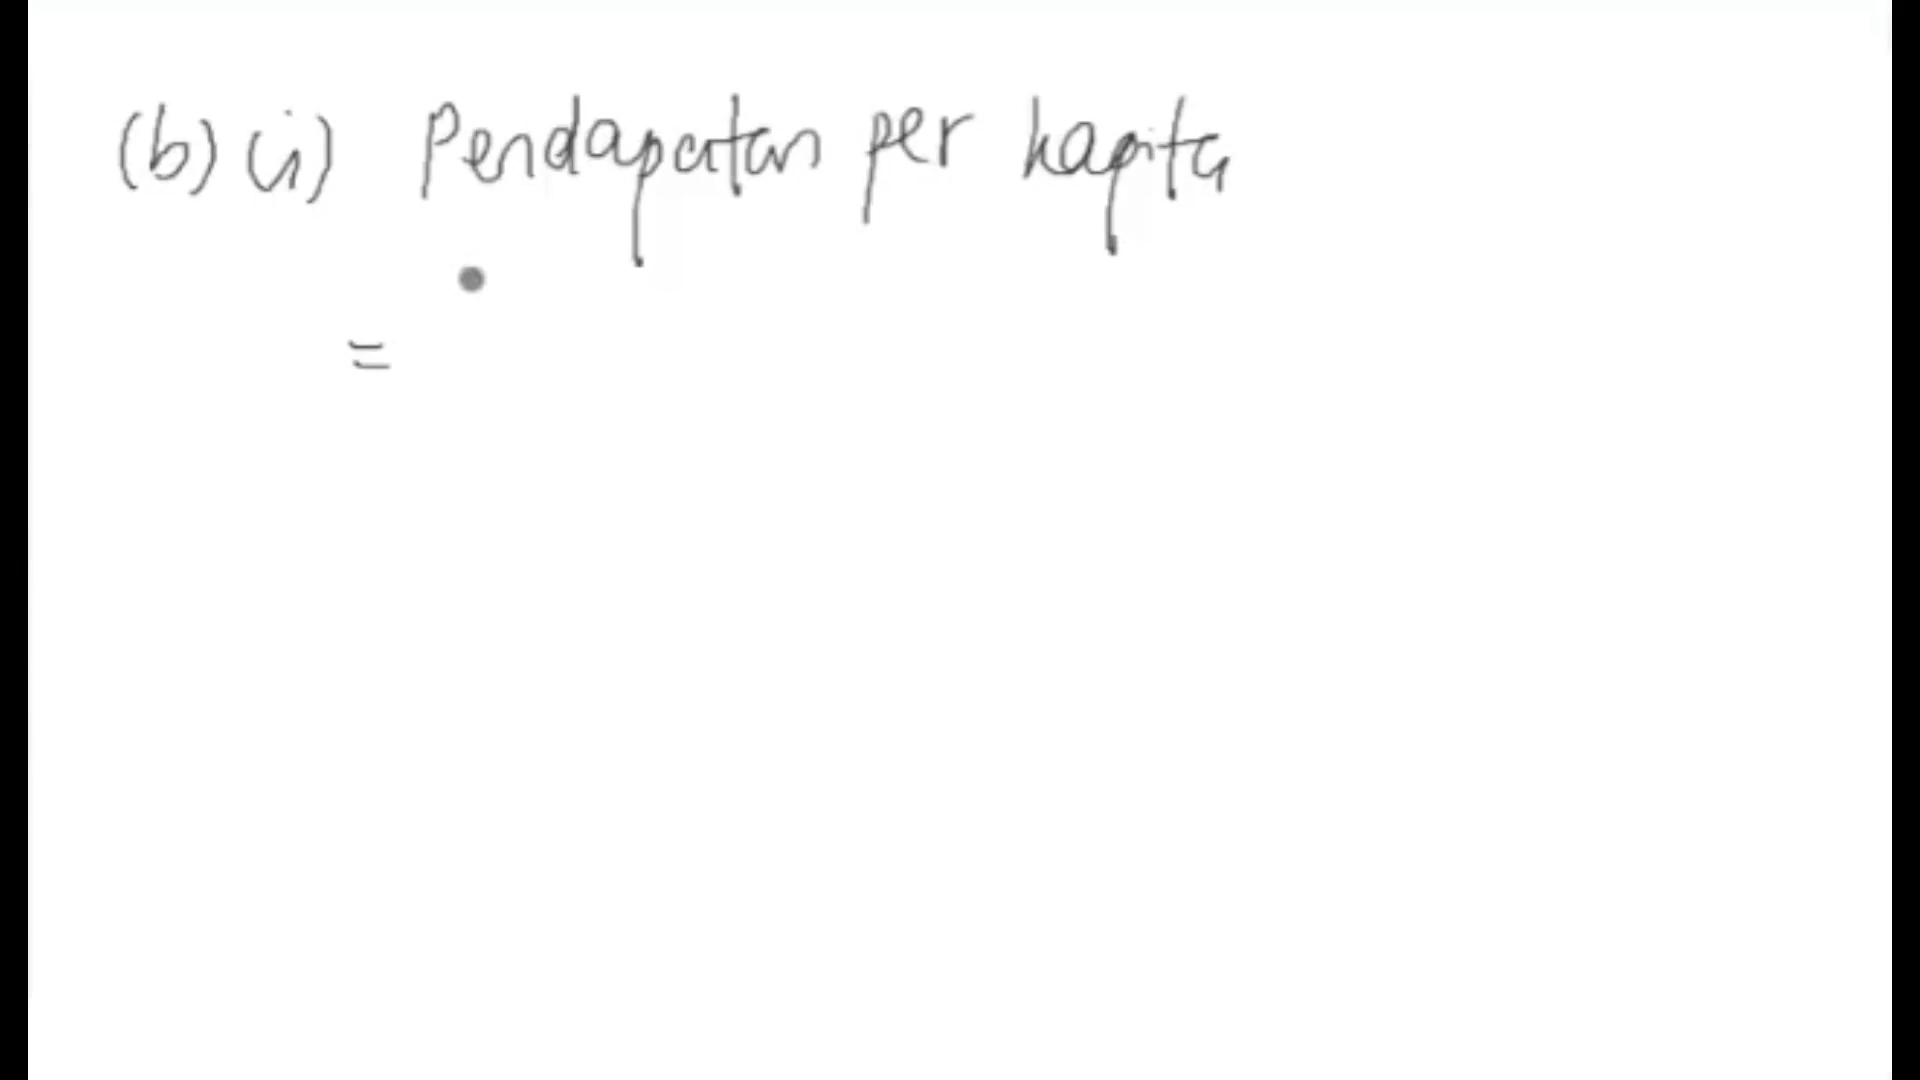 (b) (i) Pendapatan per kapita
=